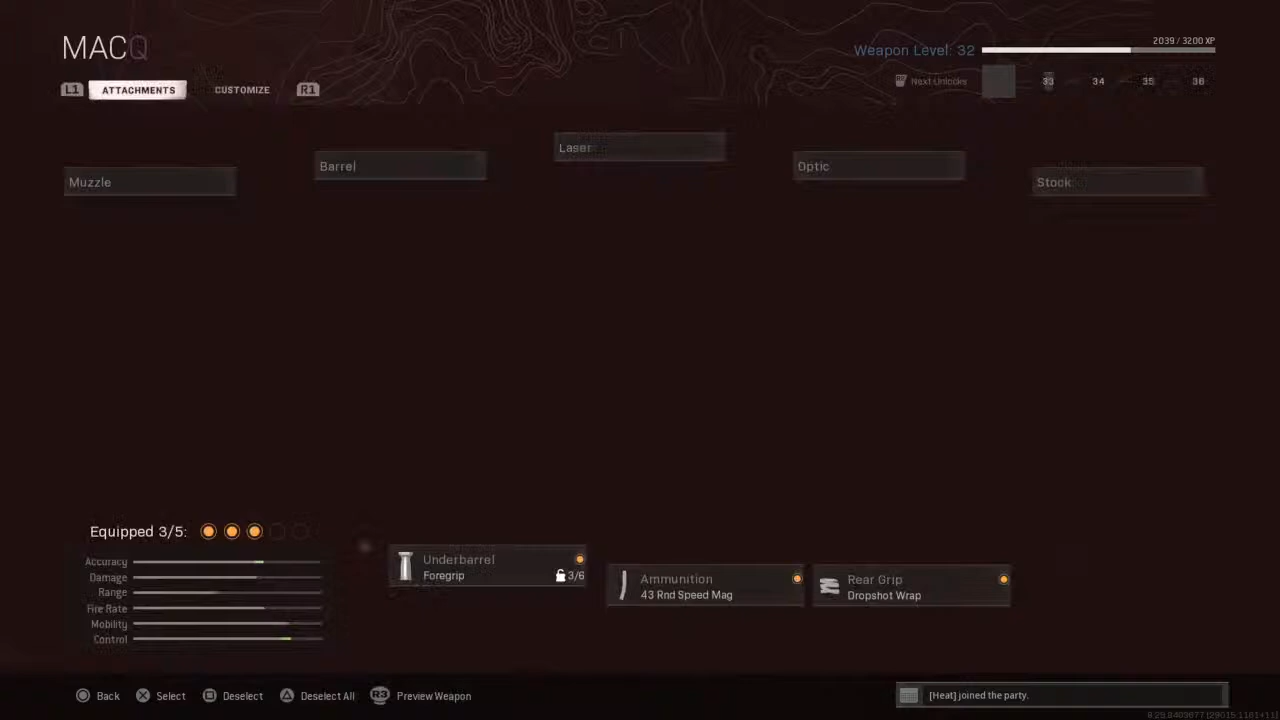 MAC
Weapon Level: 32
2039 / 3200 XP
L1
ATTACHMENTS
CUSTOMIZE
R1
Next Unlocks
33
34
35
36
Laser
Barrel
Optic
Muzzle
Stock
Equipped 3/5:
Accuracy
Damage
Range
Fire Rate
Mobility
Control
Underbarrel
Foregrip
3/6
Ammunition
43 Rnd Speed Mag
Rear Grip
Dropshot Wrap
Back
Select
Deselect
Deselect All
R3
Preview Weapon
[Heat] joined the party.